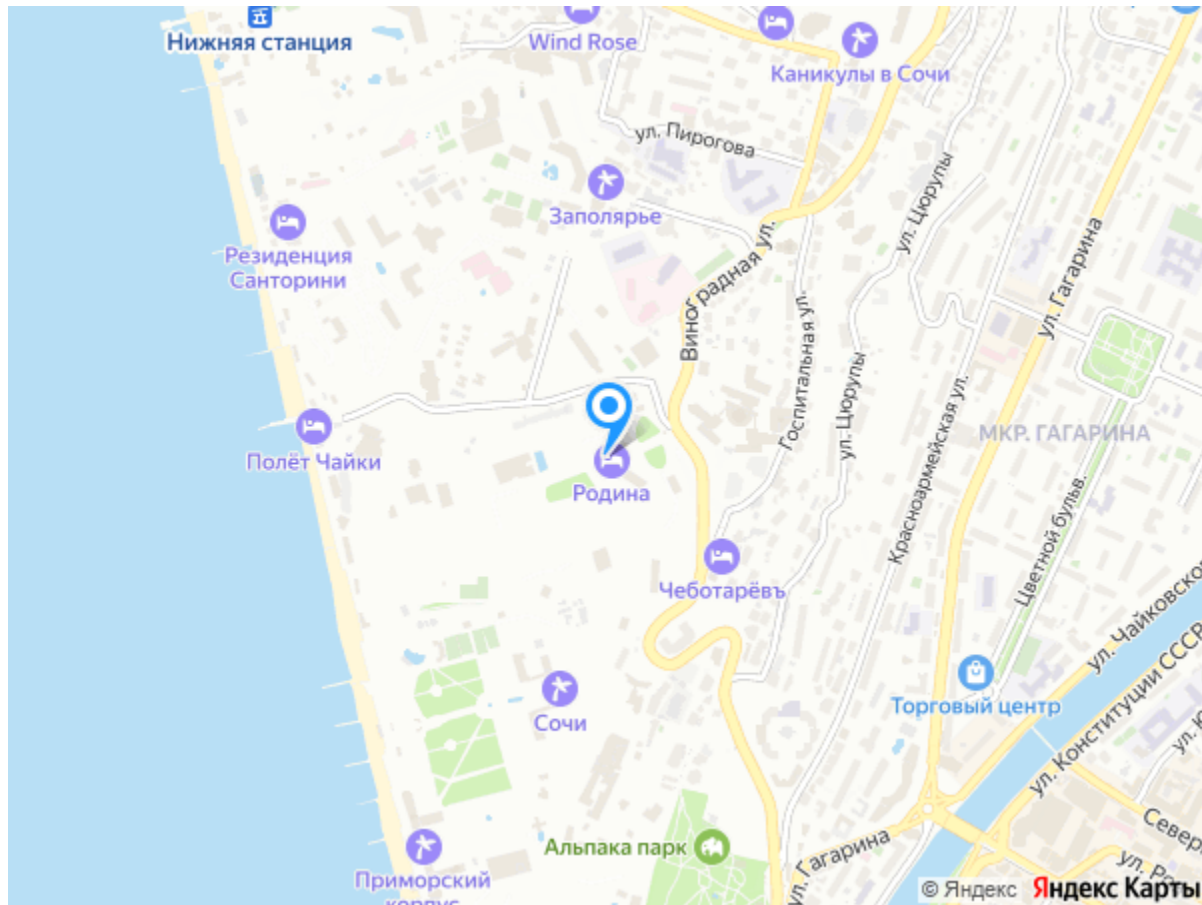 Нижняя станция
Wind Rose
Каникулы в Сочи
ул. Пирогова
ул. Цюрупы
Заполярье
ул. Гагарина
Резиденция
Санторини
Виноградная ул.
Госпитальная ул.
ул. Цюрупы
Красноармейская ул.
МКР. ГАГАРИНА
Полёт Чайки
Родина
Цветной бульв.
Чеботарёвъ
ул. Чайковского
Сочи
Торговый центр
ул. Конституции СССР
Альпака парк
ул. Гагарина
Приморский
корпус
© Яндекс Яндекс Карты